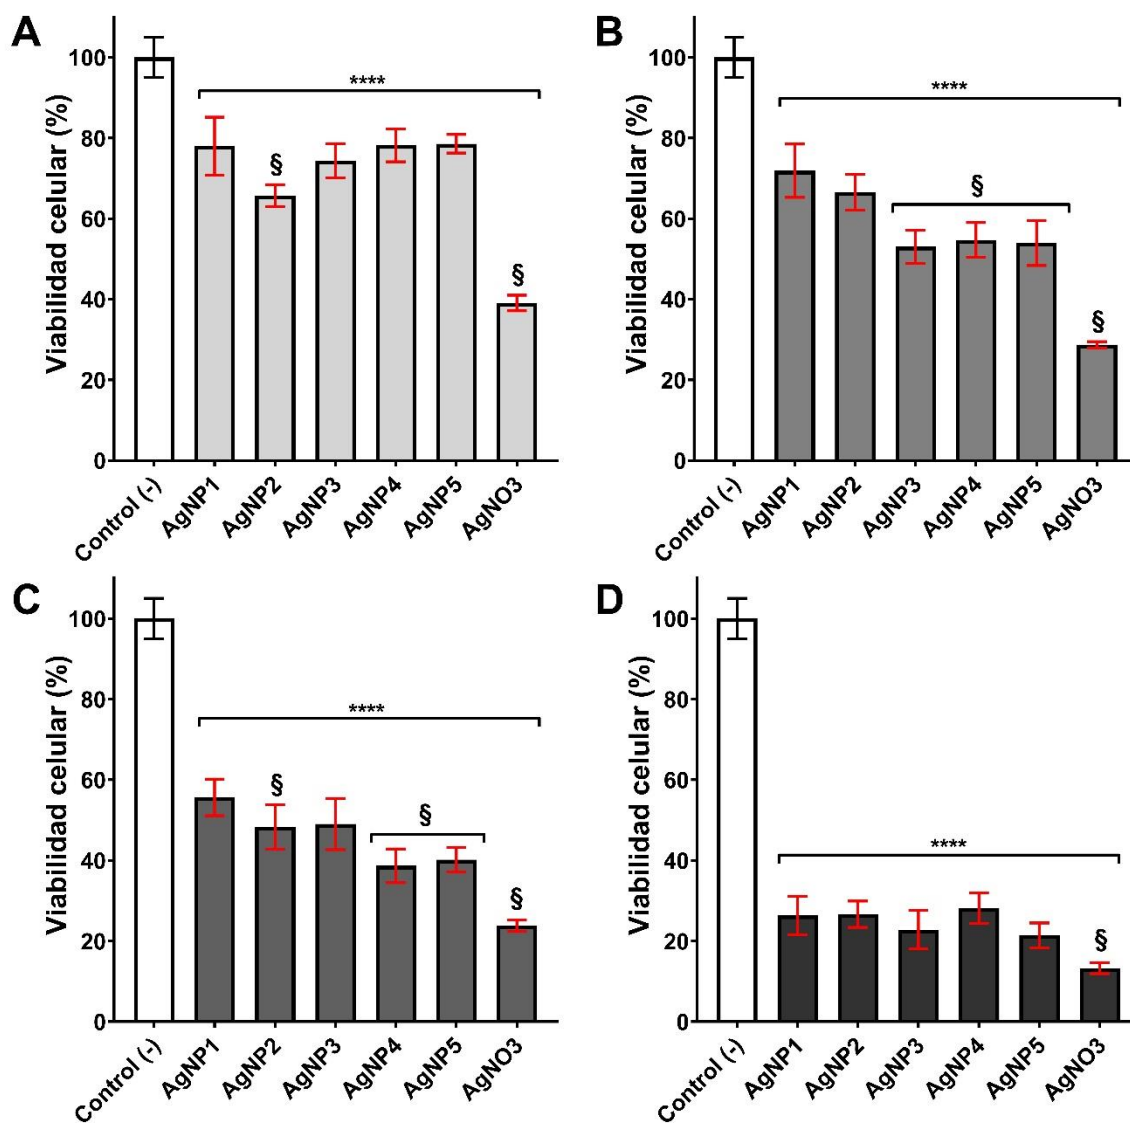 A
Viabilidad celular (%)
100
80
60
40
20
0
****
§
§
Control (-)
AgNP1
AgNP2
AgNP3
AgNP4
AgNP5
AgNO3
B
Viabilidad celular (%)
100
80
60
40
20
0
****
§
§
Control (-)
AgNP1
AgNP2
AgNP3
AgNP4
AgNP5
AgNO3
C
Viabilidad celular (%)
100
80
60
40
20
0
****
§
§
§
Control (-)
AgNP1
AgNP2
AgNP3
AgNP4
AgNP5
AgNO3
D
Viabilidad celular (%)
100
80
60
40
20
0
****
§
Control (-)
AgNP1
AgNP2
AgNP3
AgNP4
AgNP5
AgNO3